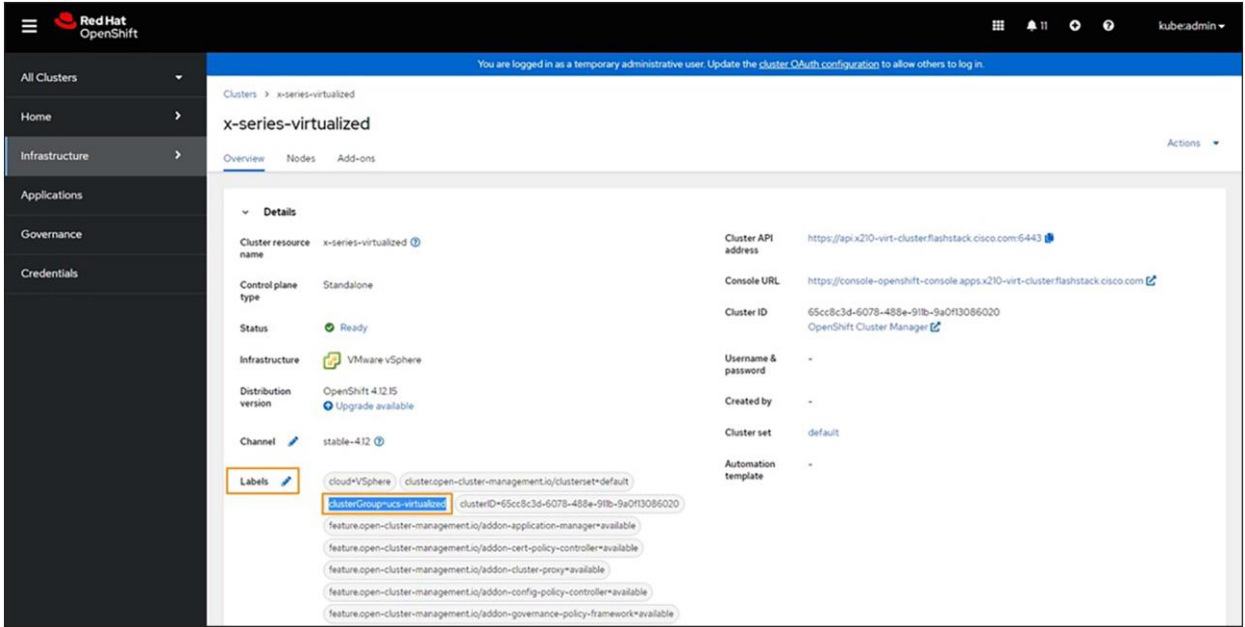 Red Hat
OpenShift
11
kube:admin
You are logged in as a temporary administrative user. Update the cluster OAuth configuration to allow others to log in.
All Clusters
Home
Infrastructure
Applications
Governance
Credentials
Clusters > x-series-virtualized
x-series-virtualized
Actions
Overview Nodes Add-ons
Details
Cluster resource name x-series-virtualized
Control plane type Standalone
Status Ready
Infrastructure VMware vSphere
Distribution version OpenShift 4.12.15
Upgrade available
Channel stable-4.12
Labels cloud=VSphere cluster.open-cluster-management.io/clusterset=default
clusterGroup=ucs-virtualized clusterID=65cc8c3d-6078-488e-911b-9a0f13086020
feature.open-cluster-management.io/addon-application-manager=available
feature.open-cluster-management.io/addon-cert-policy-controller=available
feature.open-cluster-management.io/addon-cluster-proxy=available
feature.open-cluster-management.io/addon-config-policy-controller=available
feature.open-cluster-management.io/addon-governance-policy-framework=available
Cluster API address https://api.x210-virt-cluster.flashstack.cisco.com:6443
Console URL https://console-openshift-console.apps.x210-virt-cluster.flashstack.cisco.com
Cluster ID 65cc8c3d-6078-488e-911b-9a0f13086020
OpenShift Cluster Manager
Username & password -
Created by -
Cluster set default
Automation template -